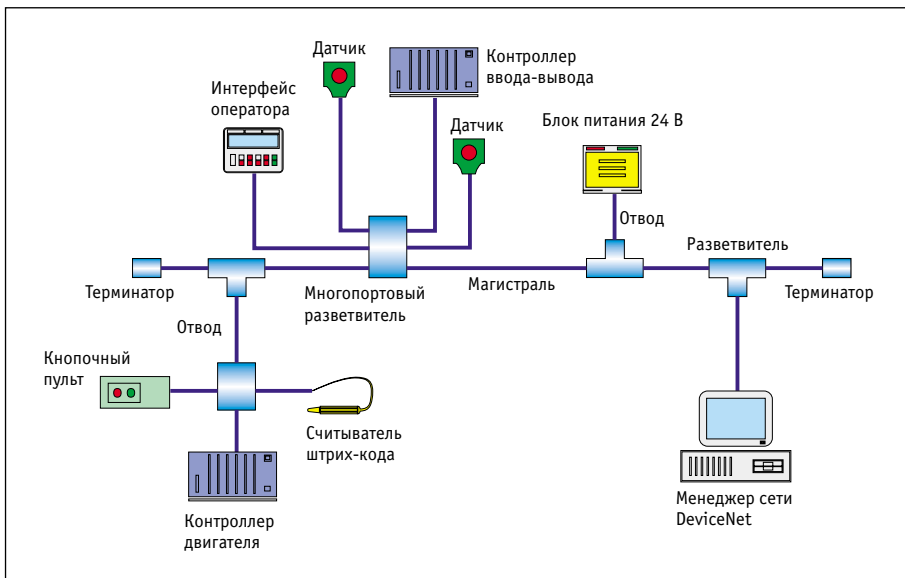 Датчик
Контроллер
ввода-вывода
Интерфейс
оператора
Датчик
Блок питания 24 В
Отвод
Разветвитель
Терминатор
Многопортовый
разветвитель
Магистраль
Терминатор
Отвод
Кнопочный
пульт
Считыватель
штрих-кода
Контроллер
двигателя
Менеджер сети
DeviceNet